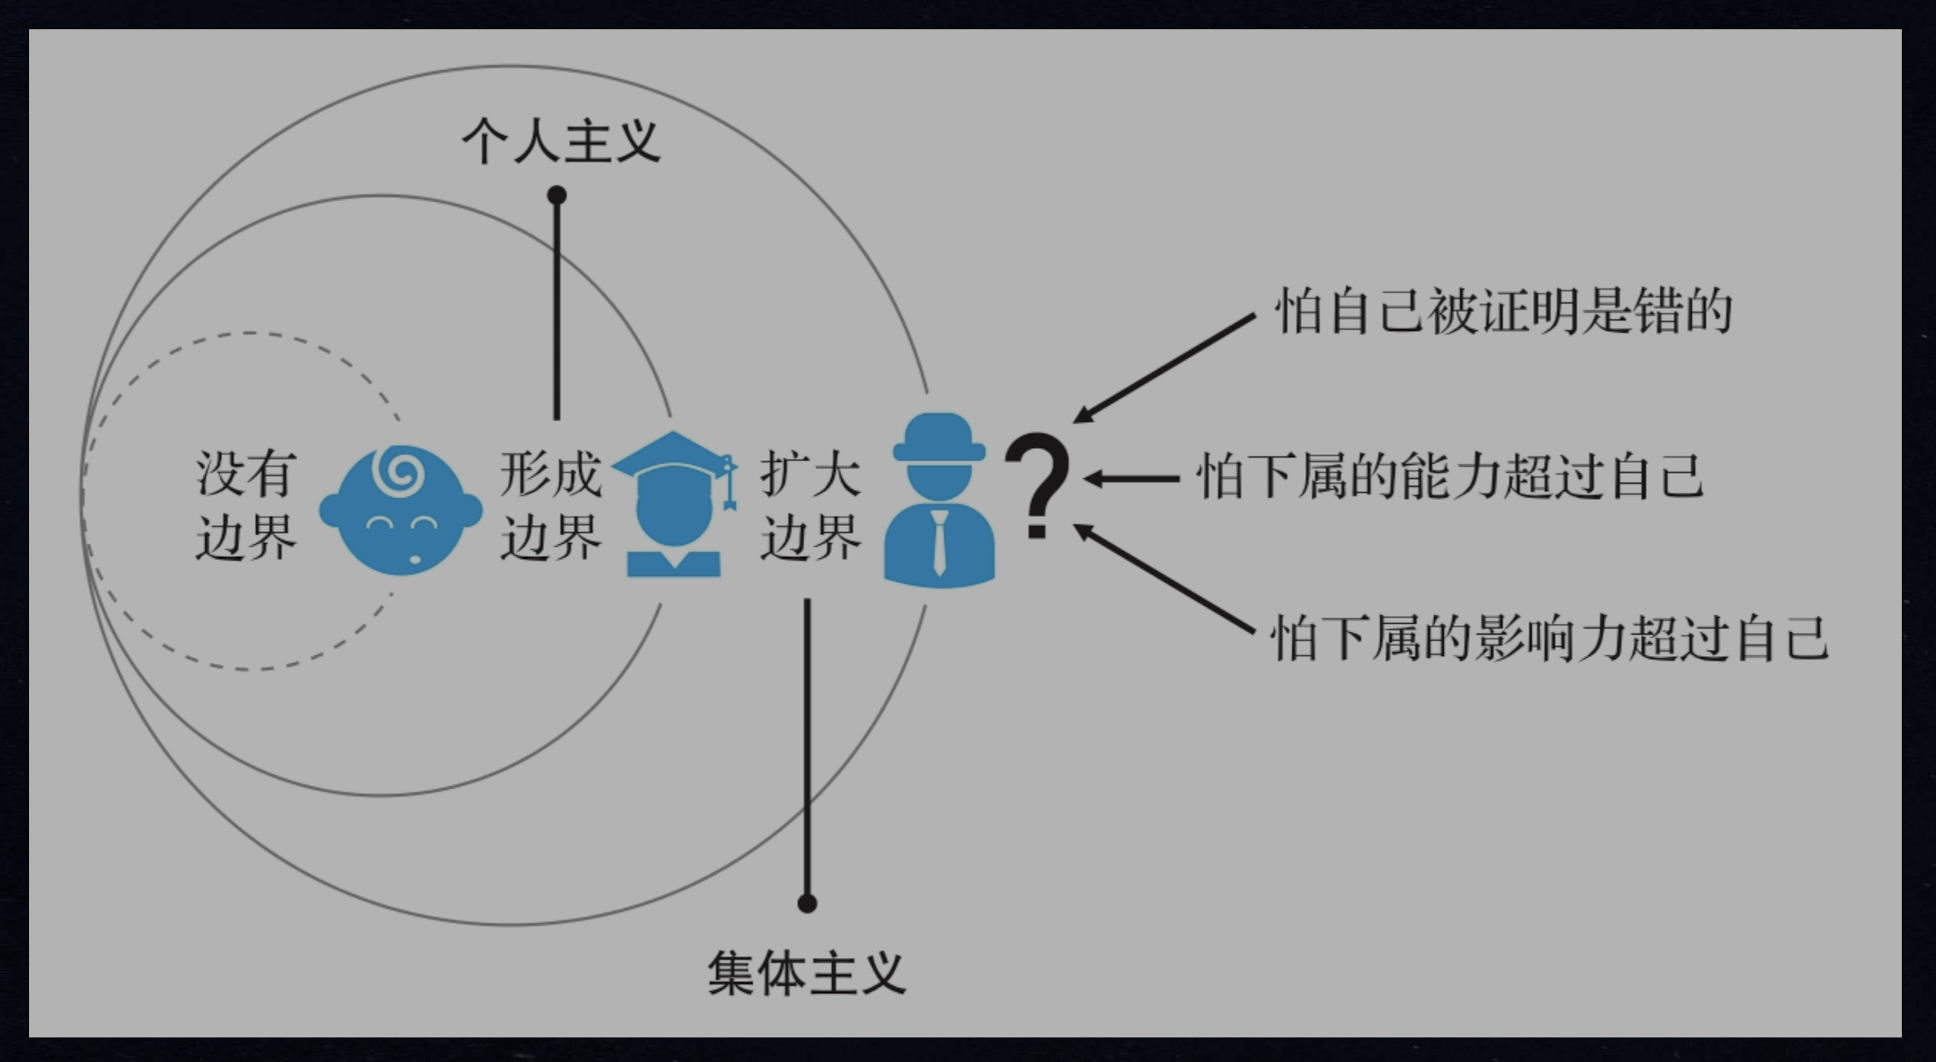 个人主义
怕自己被证明是错的
没有
边界
形成
边界
扩大
边界
?
怕下属的能力超过自己
怕下属的影响力超过自己
集体主义